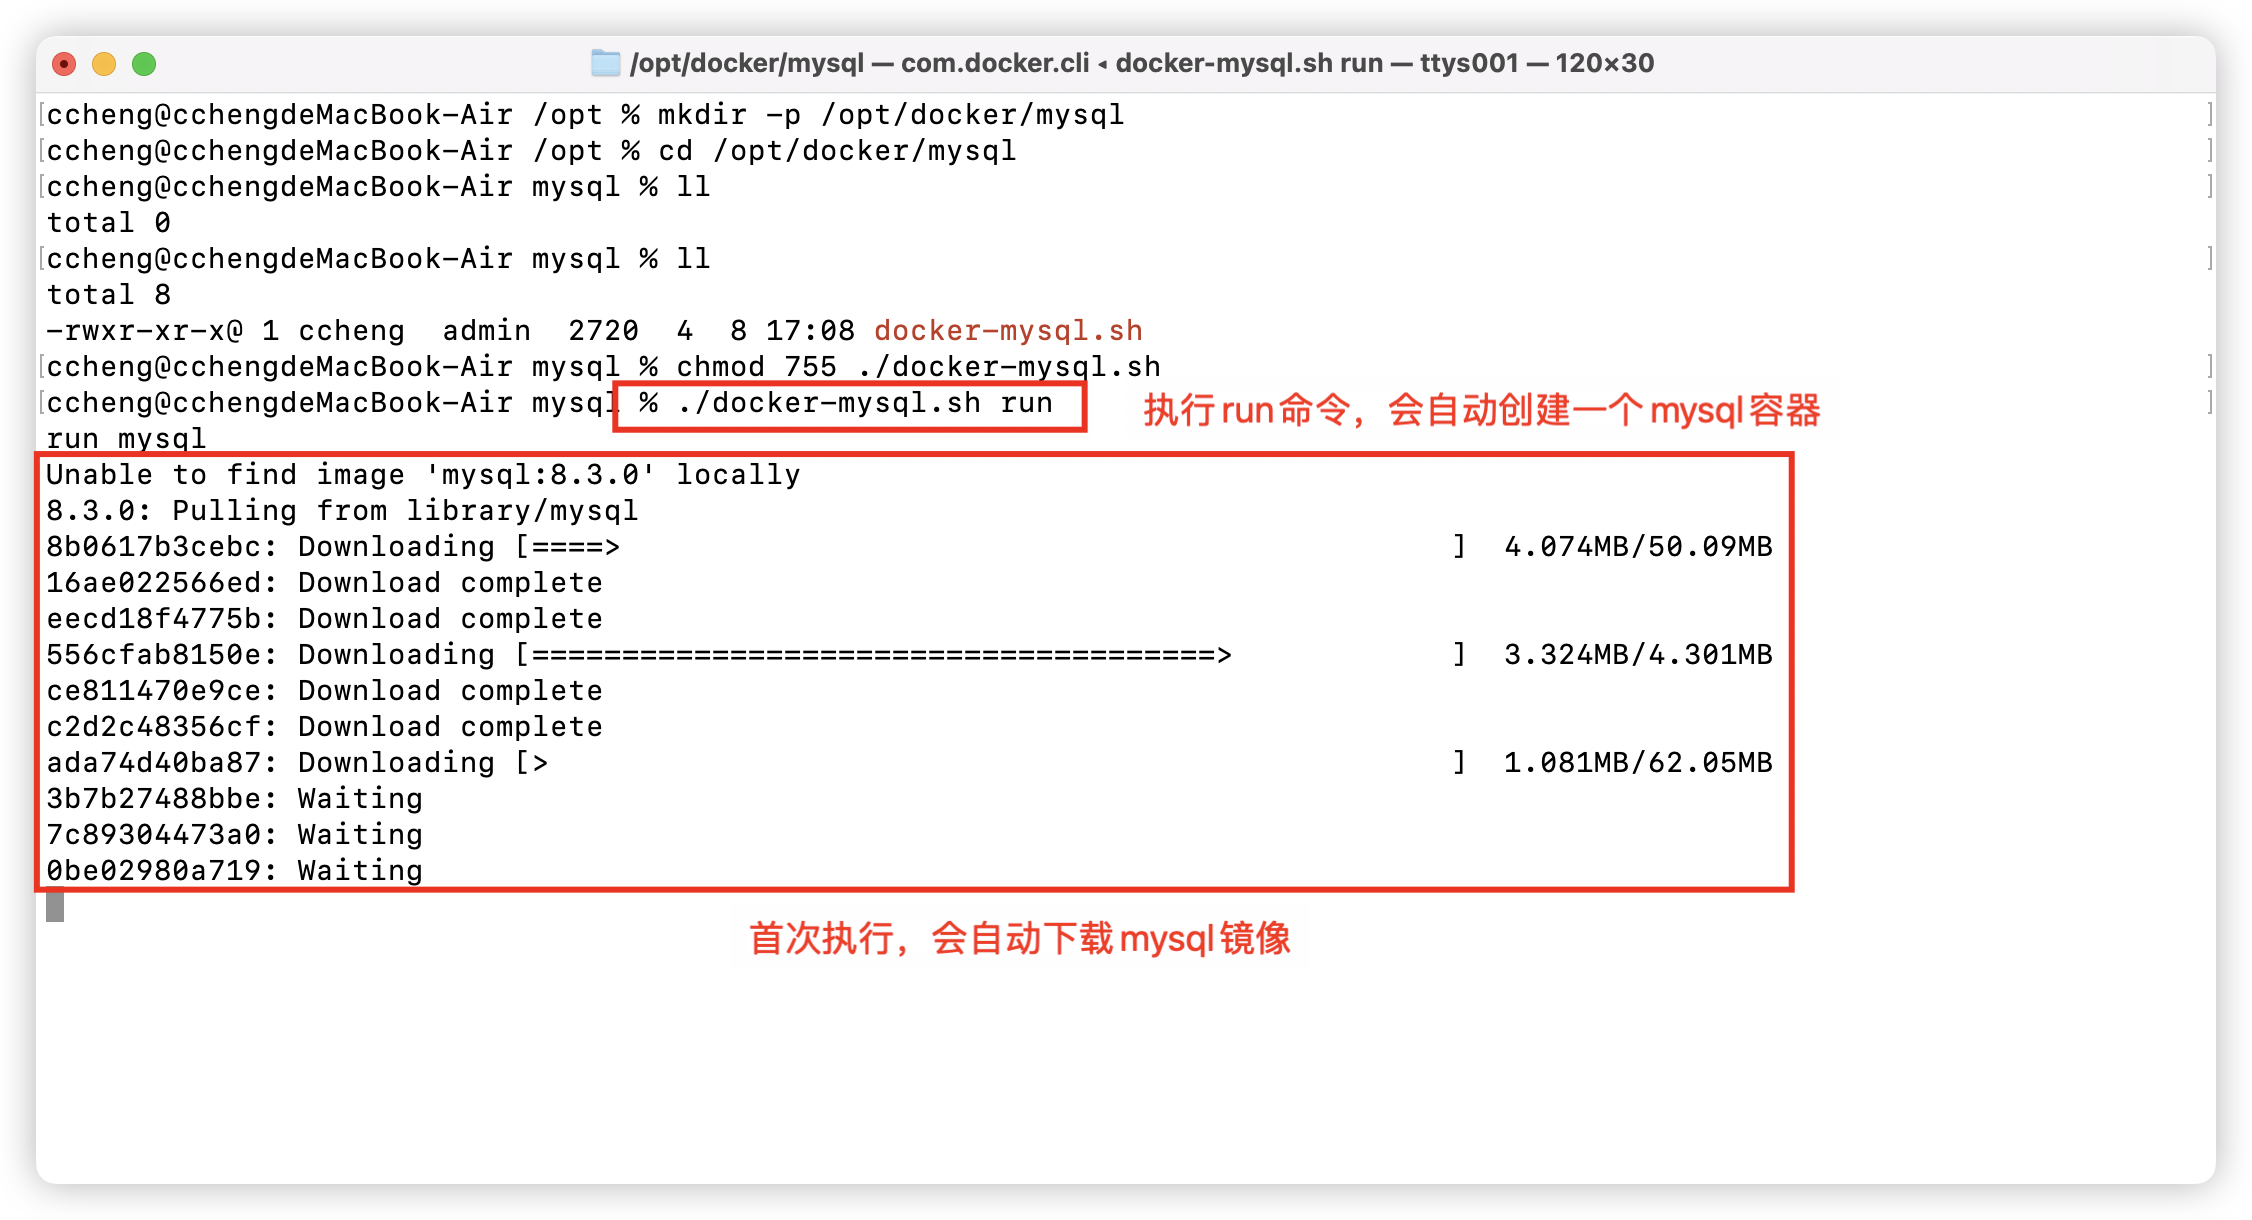 /opt/docker/mysql — com.docker.cli ◂ docker-mysql.sh run — ttys001 — 120×30
[ccheng@cchengdeMacBook-Air /opt % mkdir -p /opt/docker/mysql ]
[ccheng@cchengdeMacBook-Air /opt % cd /opt/docker/mysql ]
[ccheng@cchengdeMacBook-Air mysql % ll ]
total 0
[ccheng@cchengdeMacBook-Air mysql % ll ]
total 8
-rwxr-xr-x@ 1 ccheng  admin  2720  4  8 17:08 docker-mysql.sh
[ccheng@cchengdeMacBook-Air mysql % chmod 755 ./docker-mysql.sh ]
[ccheng@cchengdeMacBook-Air mysql % ./docker-mysql.sh run ]
执行run命令，会自动创建一个mysql容器
run mysql
Unable to find image 'mysql:8.3.0' locally
8.3.0: Pulling from library/mysql
8b0617b3cebc: Downloading [====>                                              ]  4.074MB/50.09MB
16ae022566ed: Download complete
eecd18f4775b: Download complete
556cfab8150e: Downloading [======================================>            ]  3.324MB/4.301MB
ce811470e9ce: Download complete
c2d2c48356cf: Download complete
ada74d40ba87: Downloading [>                                                  ]  1.081MB/62.05MB
3b7b27488bbe: Waiting
7c89304473a0: Waiting
0be02980a719: Waiting
首次执行，会自动下载mysql镜像